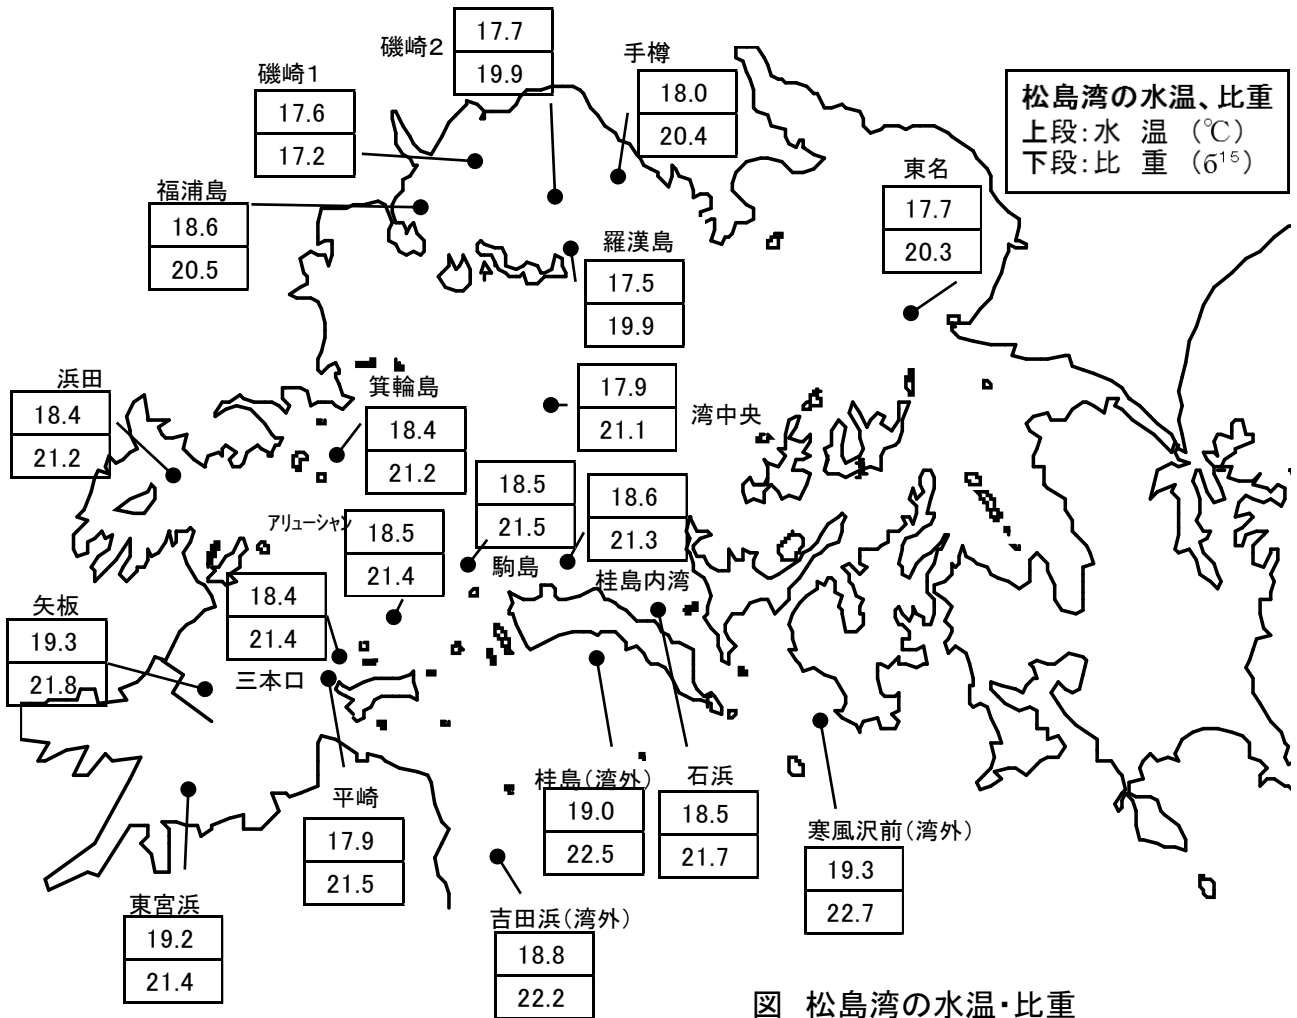 磯崎2
17.7
19.9
手樽
18.0
20.4
磯崎1
17.6
17.2
松島湾の水温、比重
上段:水 温 (℃)
下段:比 重 (б¹⁵)
福浦島
18.6
20.5
東名
17.7
20.3
羅漢島
17.5
19.9
浜田
18.4
21.2
箕輪島
18.4
21.2
17.9
21.1
湾中央
アリューシャン
18.5
21.4
18.5
21.5
駒島
18.6
21.3
桂島内湾
矢板
19.3
21.8
18.4
21.4
三本口
平崎
17.9
21.5
桂島(湾外)
19.0
22.5
石浜
18.5
21.7
寒風沢前(湾外)
19.3
22.7
東宮浜
19.2
21.4
吉田浜(湾外)
18.8
22.2
図 松島湾の水温・比重